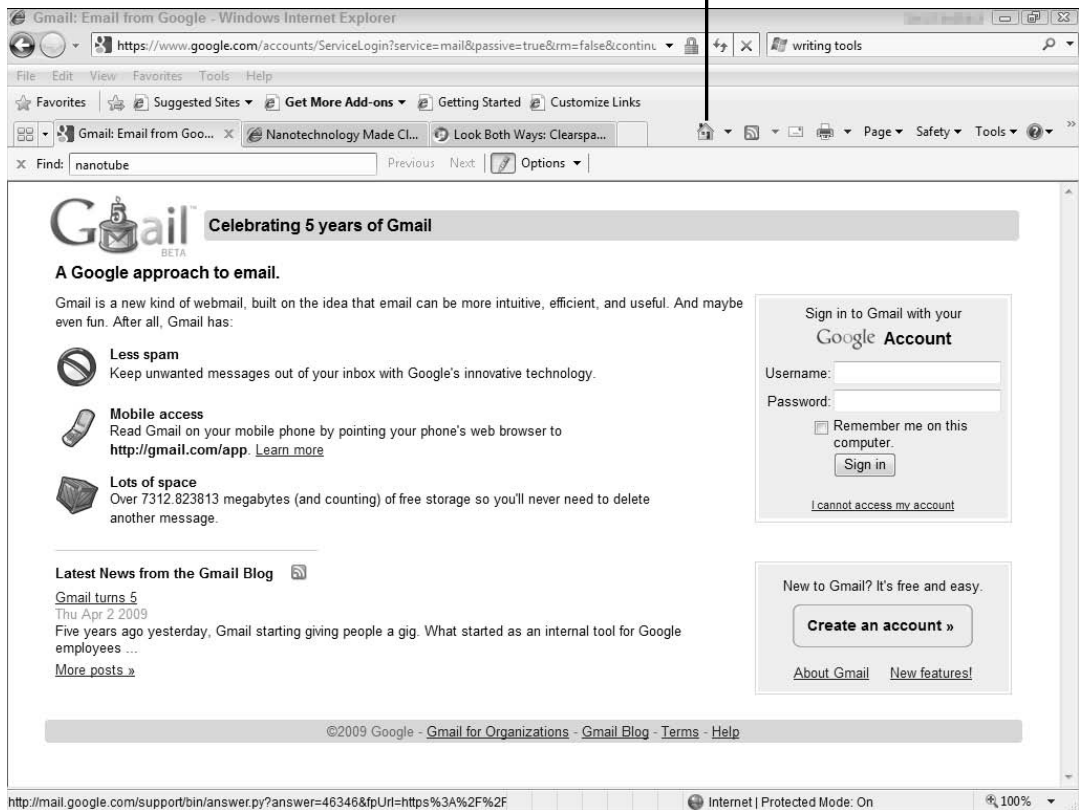 Gmail: Email from Google - Windows Internet Explorer
https://www.google.com/accounts/ServiceLogin?service=mail&passive=true&rm=false&continu
writing tools
File Edit View Favorites Tools Help
Favorites Suggested Sites Get More Add-ons Getting Started Customize Links
Gmail: Email from Goo... Nanotechnology Made Cl... Look Both Ways: Clearspa... Page Safety Tools
Find: nanotube Previous Next Options
Gmail BETA Celebrating 5 years of Gmail
A Google approach to email.
Gmail is a new kind of webmail, built on the idea that email can be more intuitive, efficient, and useful. And maybe
even fun. After all, Gmail has:
Less spam
Keep unwanted messages out of your inbox with Google's innovative technology.
Mobile access
Read Gmail on your mobile phone by pointing your phone's web browser to
http://gmail.com/app. Learn more
Lots of space
Over 7312.823813 megabytes (and counting) of free storage so you'll never need to delete
another message.
Latest News from the Gmail Blog
Gmail turns 5
Thu Apr 2 2009
Five years ago yesterday, Gmail starting giving people a gig. What started as an internal tool for Google
employees ...
More posts »
Sign in to Gmail with your
Google Account
Username:
Password:
Remember me on this
computer.
Sign in
I cannot access my account
New to Gmail? It's free and easy.
Create an account »
About Gmail New features!
©2009 Google - Gmail for Organizations - Gmail Blog - Terms - Help
http://mail.google.com/support/bin/answer.py?answer=46346&fpUrl=https%3A%2F%2F Internet | Protected Mode: On 100%